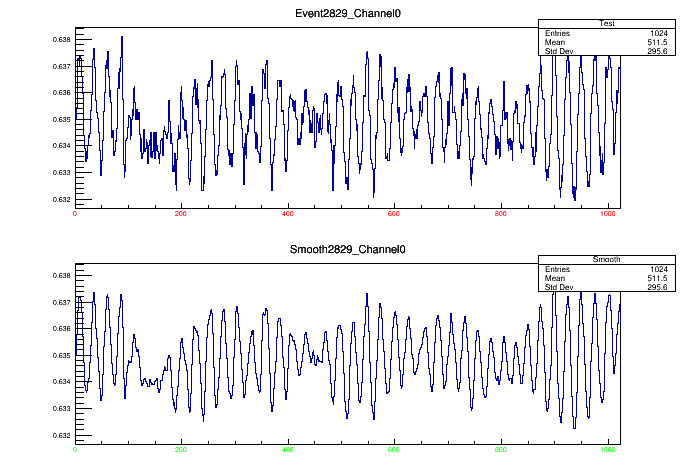 Event2829_Channel0
Test
Entries 1024
Mean 511.5
Std Dev 295.6
0.638
0.637
0.636
0.635
0.634
0.633
0.632
0 200 400 600 800 1000
Smooth2829_Channel0
Smooth
Entries 1024
Mean 511.5
Std Dev 295.6
0.638
0.637
0.636
0.635
0.634
0.633
0.632
0 200 400 600 800 1000